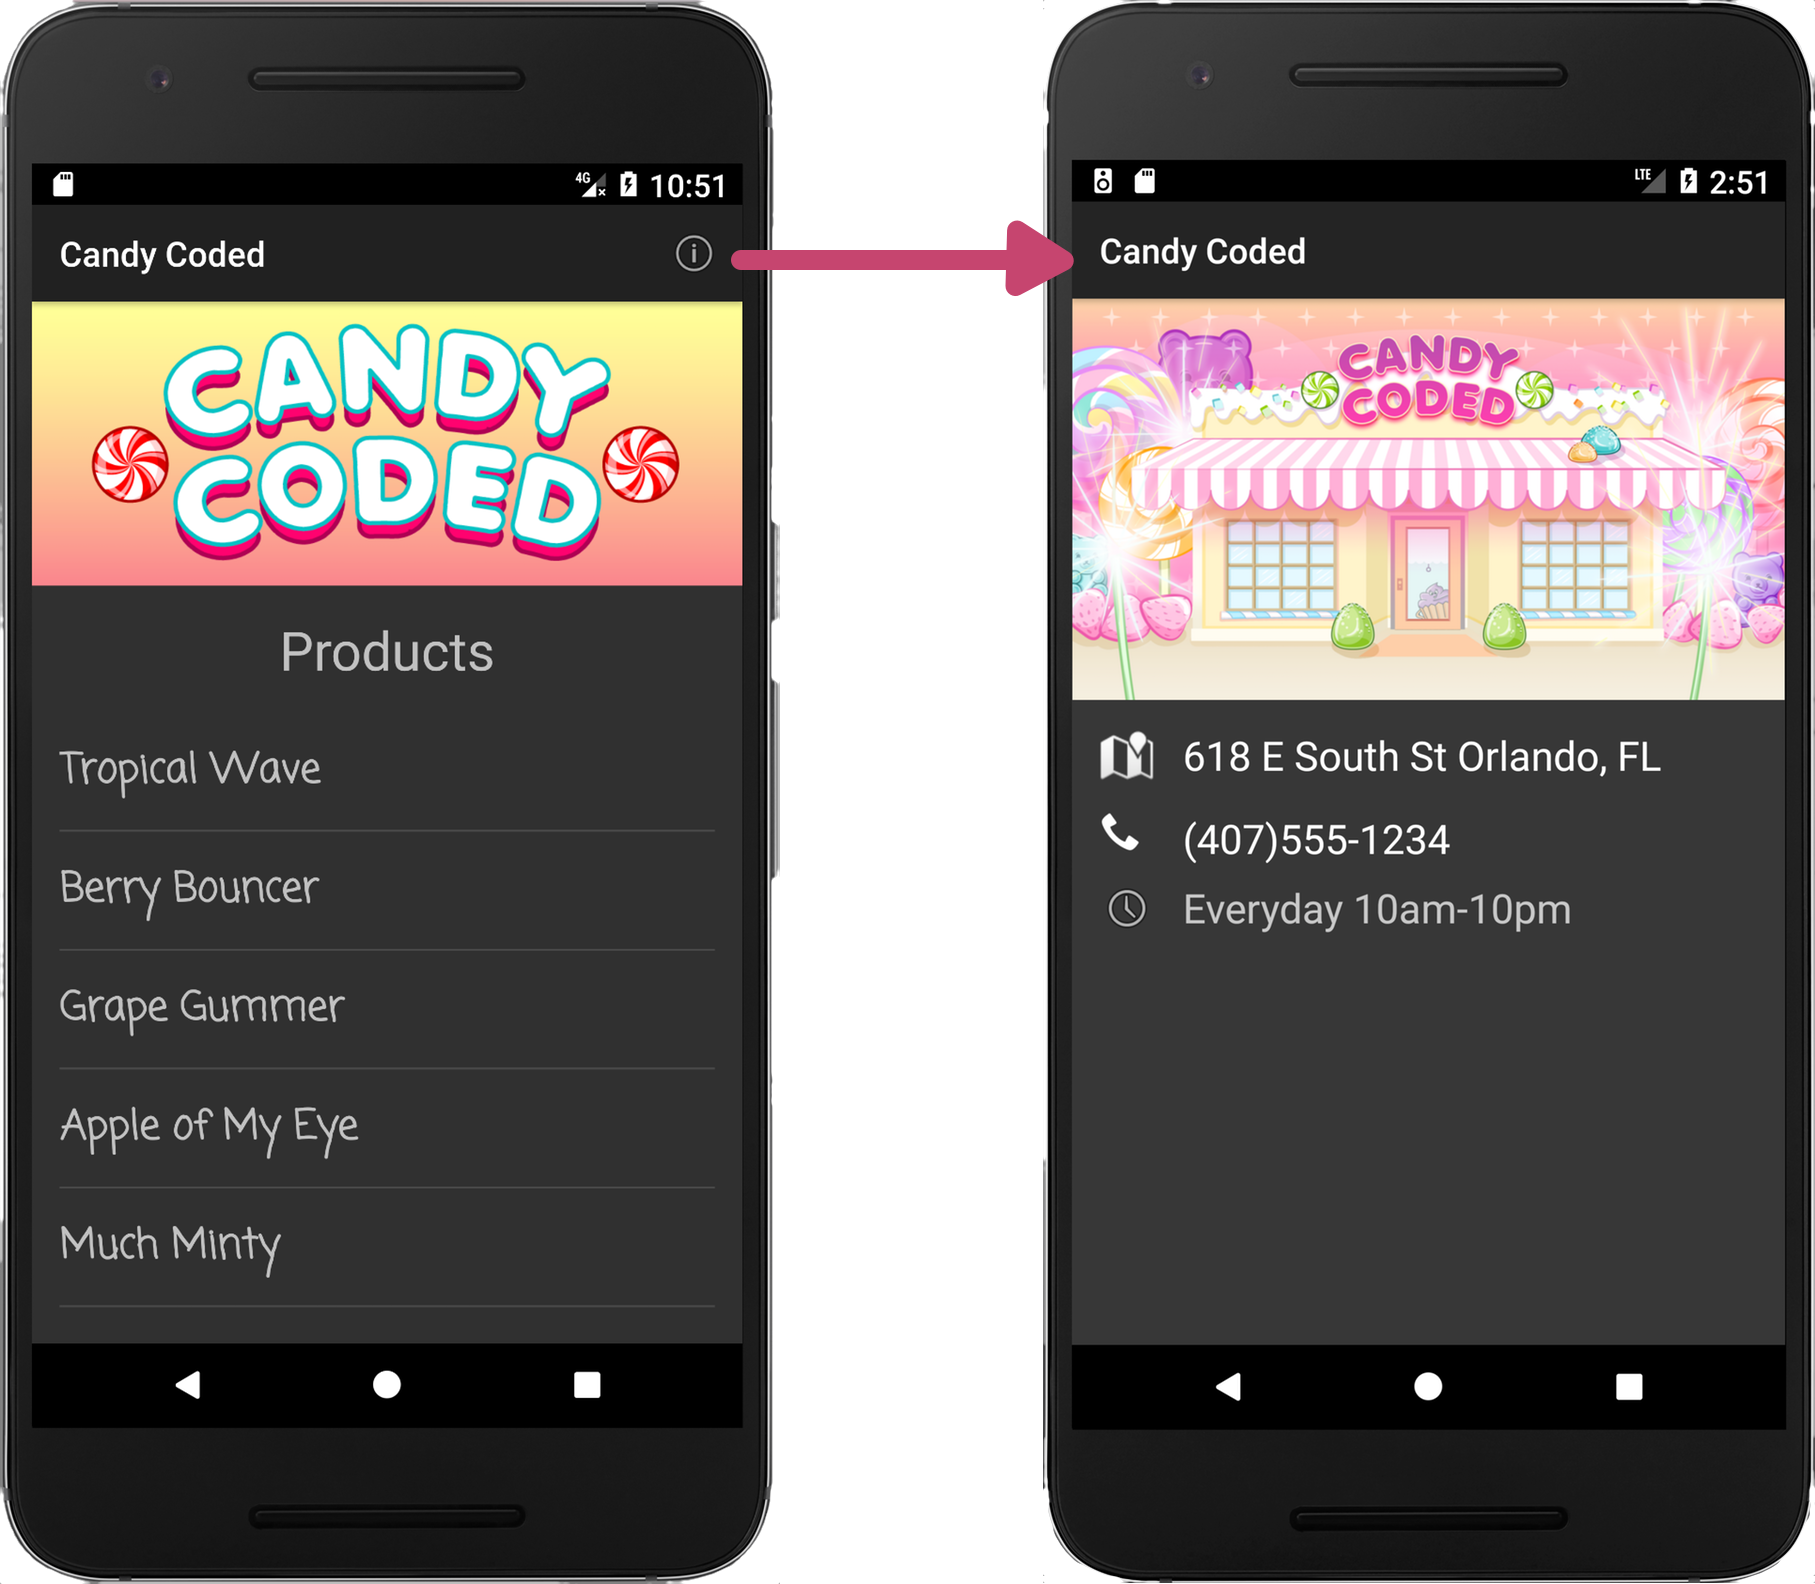 4G 10:51
Candy Coded
CANDY
CODED
Products
Tropical Wave
Berry Bouncer
Grape Gummer
Apple of My Eye
Much Minty
LTE 2:51
Candy Coded
CANDY
CODED
618 E South St Orlando, FL
(407)555-1234
Everyday 10am-10pm